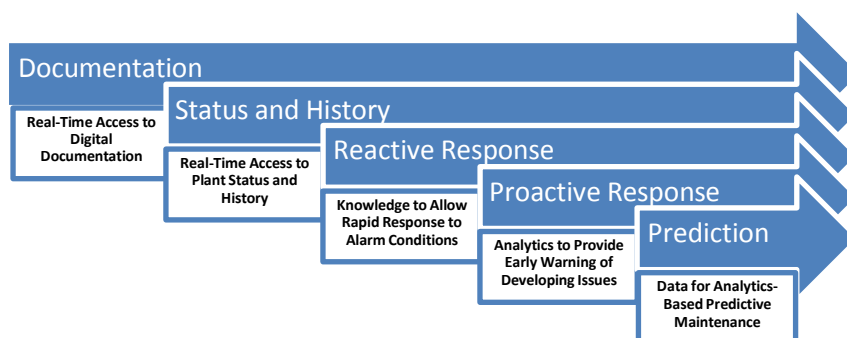 Documentation
Real-Time Access to
Digital
Documentation
Status and History
Real-Time Access to
Plant Status and
History
Reactive Response
Knowledge to Allow
Rapid Response to
Alarm Conditions
Proactive Response
Analytics to Provide
Early Warning of
Developing Issues
Prediction
Data for Analytics-
Based Predictive
Maintenance